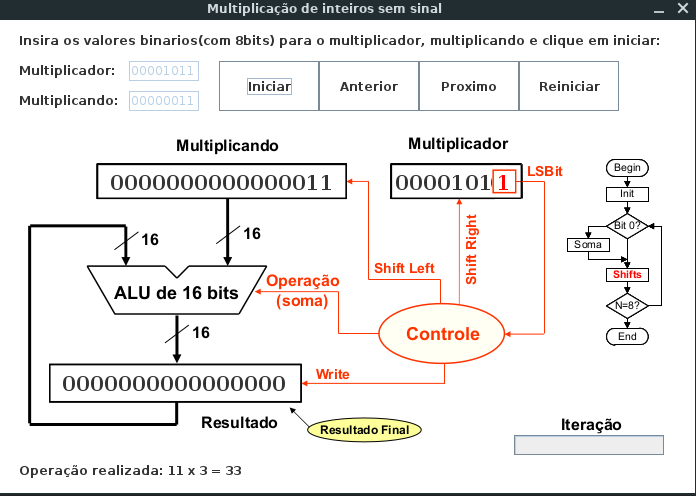 Multiplicação de inteiros sem sinal
Insira os valores binarios(com 8bits) para o multiplicador, multiplicando e clique em iniciar:
Multiplicador: 00001011
Multiplicando: 00000011
Iniciar Anterior Proximo Reiniciar
Multiplicando
0000000000000011
Multiplicador
00001011
LSBit
16
16
ALU de 16 bits
Operação
(soma)
Shift Left
Shift Right
Controle
16
Write
0000000000000000
Resultado
Resultado Final
Begin
Init
Bit 0?
Soma
Shifts
N=8?
End
Iteração
Operação realizada: 11 x 3 = 33